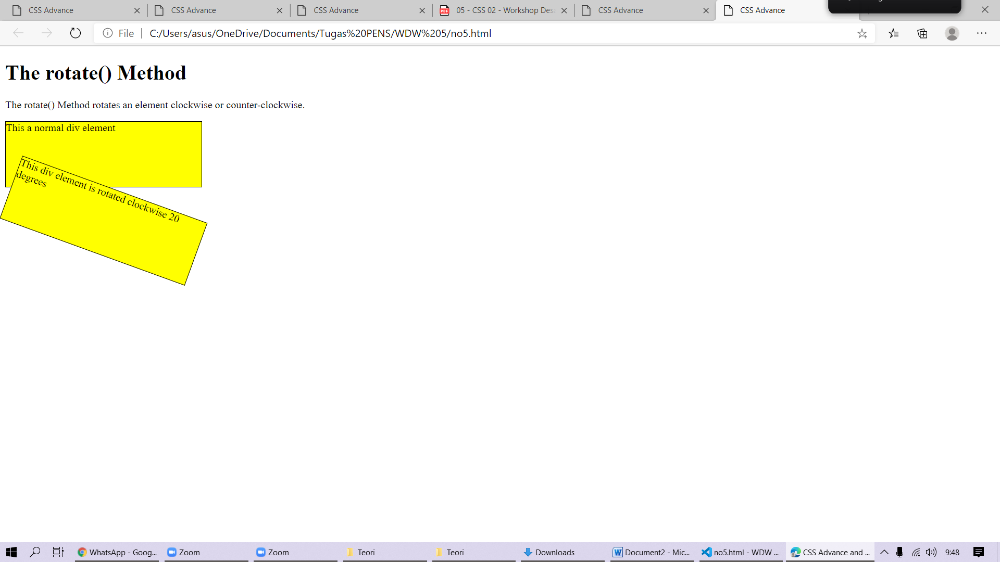 CSS Advance
CSS Advance
CSS Advance
05 - CSS 02 - Workshop
CSS Advance
CSS Advance
File | C:/Users/asus/OneDrive/Documents/Tugas%20PENS/WDW%205/no5.html
The rotate() Method
The rotate() Method rotates an element clockwise or counter-clockwise.
This a normal div element
This div element is rotated clockwise 20
degrees
WhatsApp - Goog...
Zoom
Zoom
Teori
Teori
Downloads
Document2 - Mic...
no5.html - WDW ...
CSS Advance and ...
9:48